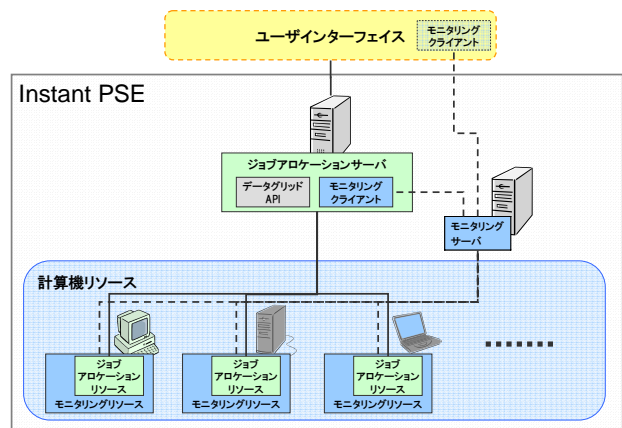 ユーザインターフェイス
モニタリング
クライアント
Instant PSE
ジョブアロケーションサーバ
データグリッド
API
モニタリング
クライアント
モニタリング
サーバ
計算機リソース
ジョブ
アロケーション
リソース
モニタリングリソース
ジョブ
アロケーション
リソース
モニタリングリソース
ジョブ
アロケーション
リソース
モニタリングリソース